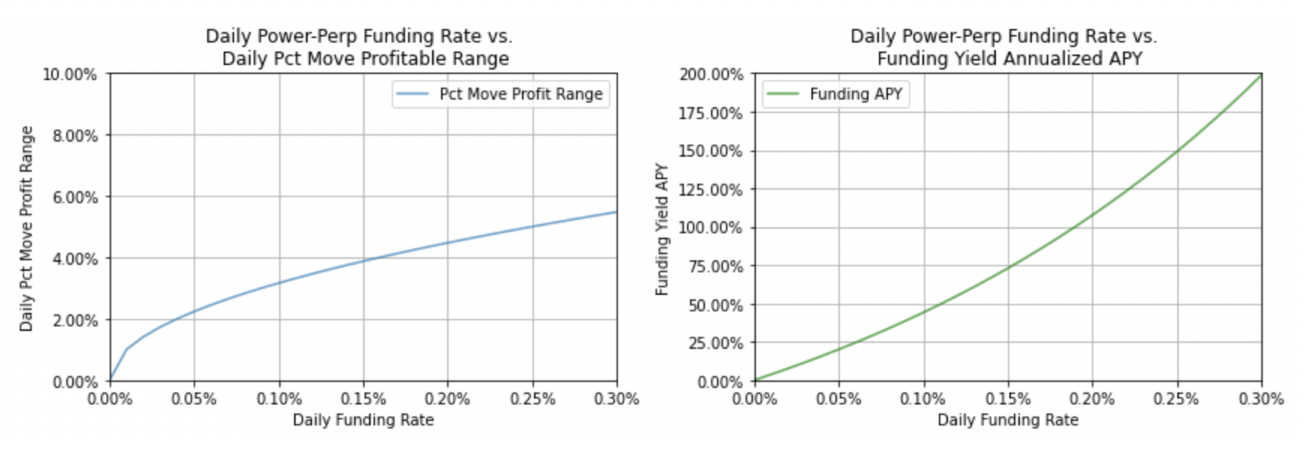 Daily Power-Perp Funding Rate vs.
Daily Pct Move Profitable Range
10.00%
8.00%
6.00%
4.00%
2.00%
0.00%
Daily Pct Move Profit Range
Pct Move Profit Range
0.00%
0.05%
0.10%
0.15%
0.20%
0.25%
0.30%
Daily Funding Rate
Daily Power-Perp Funding Rate vs.
Funding Yield Annualized APY
200.00%
175.00%
150.00%
125.00%
100.00%
75.00%
50.00%
25.00%
0.00%
Funding Yield APY
Funding APY
0.00%
0.05%
0.10%
0.15%
0.20%
0.25%
0.30%
Daily Funding Rate